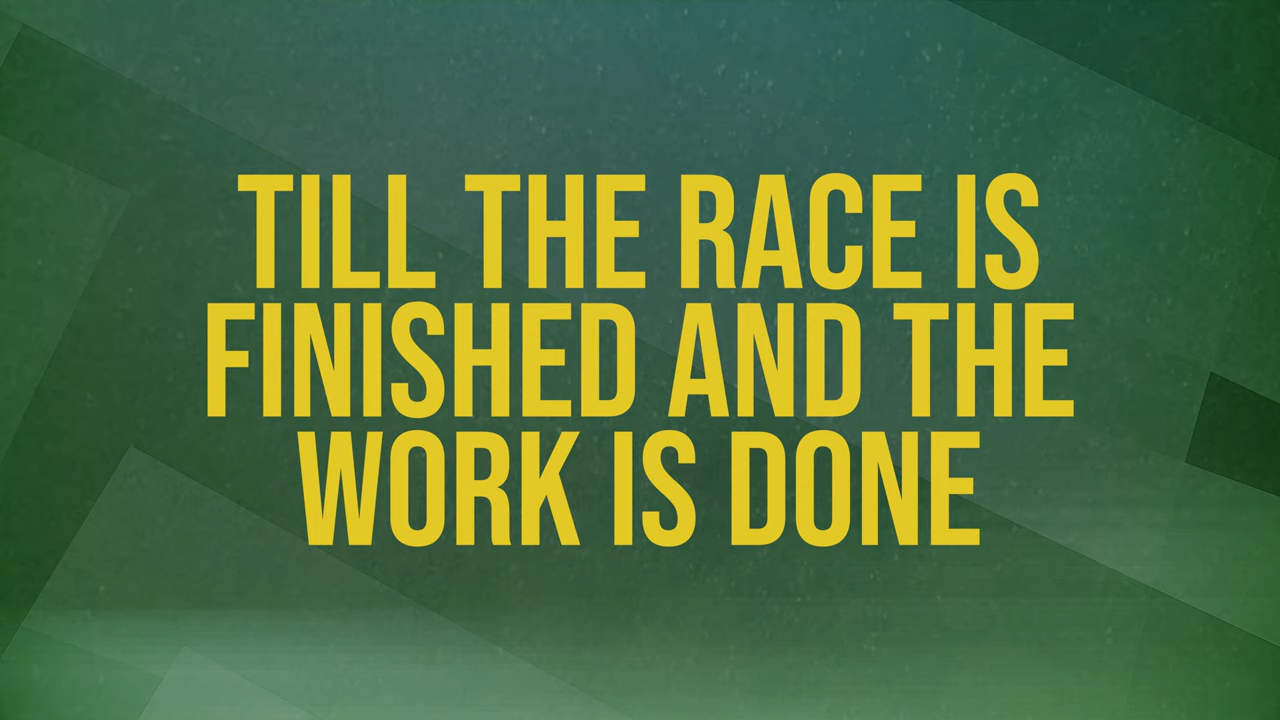 TILL THE RACE IS
FINISHED AND THE
WORK IS DONE